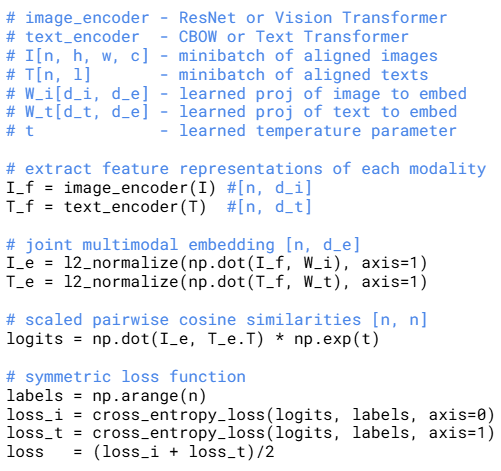 # image_encoder - ResNet or Vision Transformer
# text_encoder - CBOW or Text Transformer
# I[n, h, w, c] - minibatch of aligned images
# T[n, l] - minibatch of aligned texts
# W_i[d_i, d_e] - learned proj of image to embed
# W_t[d_t, d_e] - learned proj of text to embed
# t - learned temperature parameter
# extract feature representations of each modality
I_f = image_encoder(I) #[n, d_i]
T_f = text_encoder(T) #[n, d_t]
# joint multimodal embedding [n, d_e]
I_e = l2_normalize(np.dot(I_f, W_i), axis=1)
T_e = l2_normalize(np.dot(T_f, W_t), axis=1)
# scaled pairwise cosine similarities [n, n]
logits = np.dot(I_e, T_e.T) * np.exp(t)
# symmetric loss function
labels = np.arange(n)
loss_i = cross_entropy_loss(logits, labels, axis=0)
loss_t = cross_entropy_loss(logits, labels, axis=1)
loss = (loss_i + loss_t)/2